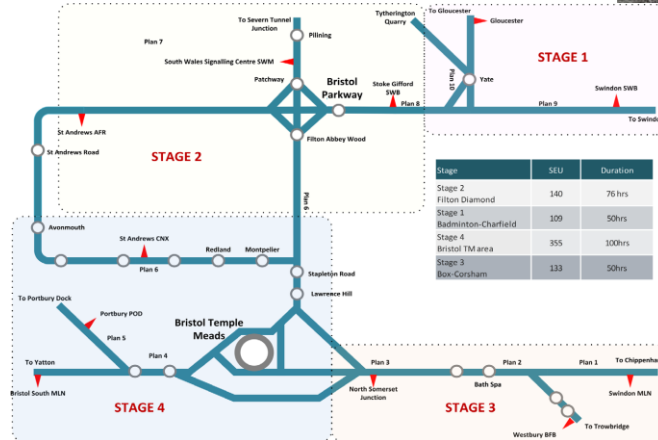 To Severn Tunnel
Junction
Tytherington
Quarry
To Gloucester
Gloucester
Plan 7
Pilning
South Wales Signalling Centre SWM
STAGE 1
Patchway
Bristol
Parkway
Stoke Gifford
SWB
Plan 10
Yate
Swindon SWB
Plan 8
Plan 9
To Swindo
St Andrews AFR
Filton Abbey Wood
St Andrews Road
STAGE 2
Plan 6
Stage SEU Duration
Stage 2
Filton Diamond 140 76 hrs
Stage 1
Badminton-Charfield 109 50hrs
Stage 4
Bristol TM area 355 100hrs
Stage 3
Box-Corsham 133 50hrs
Avonmouth
St Andrews CNX
Redland
Montpelier
Plan 6
Stapleton Road
Lawrence Hill
To Portbury Dock
Portbury POD
Bristol Temple
Meads
Plan 5
To Yatton
Plan 4
Plan 3
Plan 2
Plan 1
To Chippenha
Bristol South MLN
North Somerset
Junction
Bath Spa
Swindon MLN
STAGE 4
STAGE 3
To Trowbridge
Westbury BFB